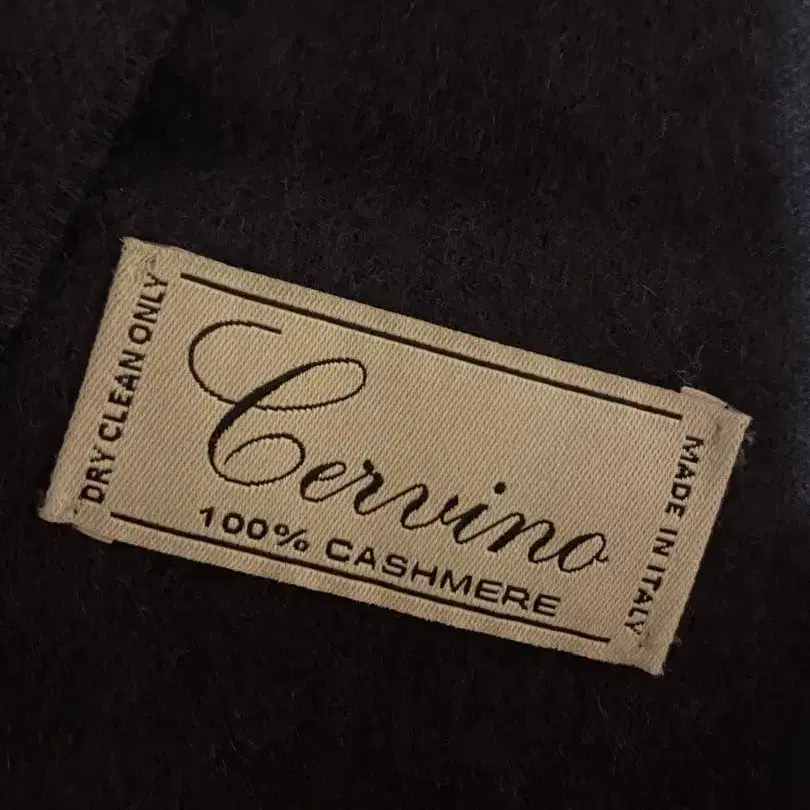 DRY CLEAN ONLY
Cervino
100% CASHMERE
MADE IN ITALY